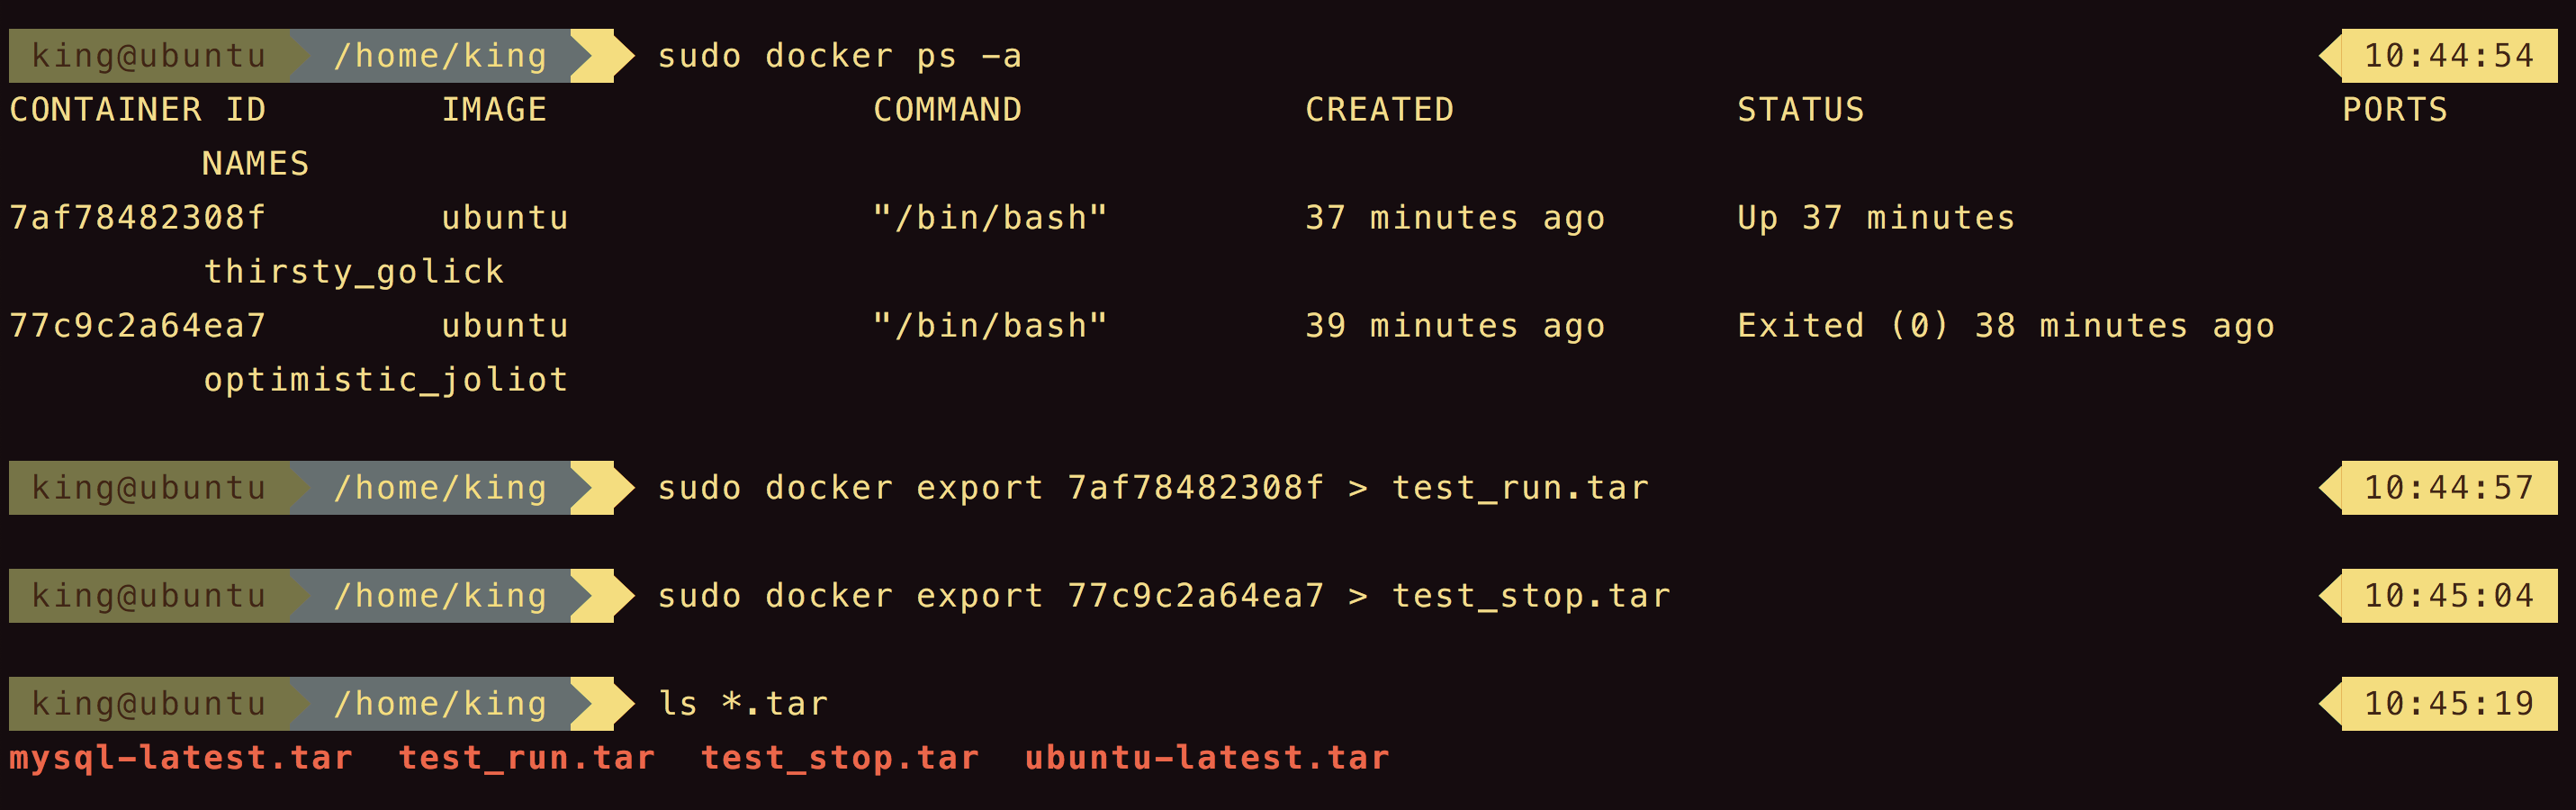 king@ubuntu /home/king sudo docker ps -a 10:44:54
CONTAINER ID IMAGE COMMAND CREATED STATUS PORTS
NAMES
7af78482308f ubuntu "/bin/bash" 37 minutes ago Up 37 minutes
thirsty_golick
77c9c2a64ea7 ubuntu "/bin/bash" 39 minutes ago Exited (0) 38 minutes ago
optimistic_joliot
king@ubuntu /home/king sudo docker export 7af78482308f > test_run.tar 10:44:57
king@ubuntu /home/king sudo docker export 77c9c2a64ea7 > test_stop.tar 10:45:04
king@ubuntu /home/king ls *.tar 10:45:19
mysql-latest.tar test_run.tar test_stop.tar ubuntu-latest.tar